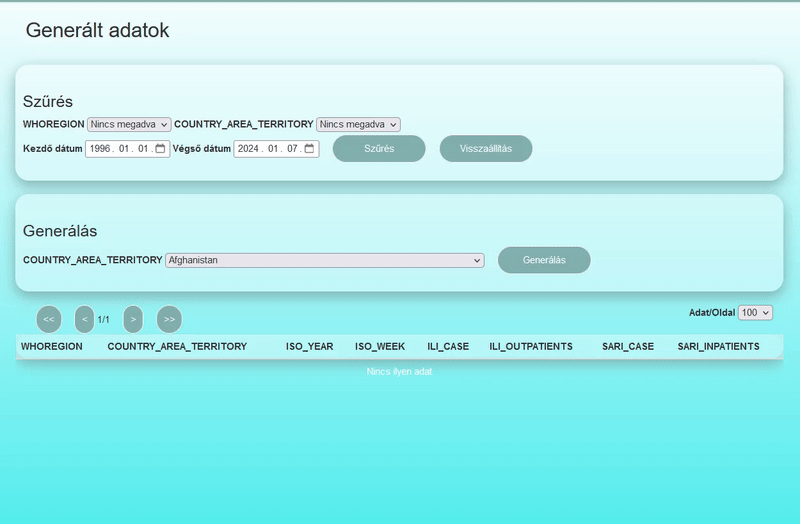 Generált adatok
Szűrés
WHOREGION Nincs megadva COUNTRY_AREA_TERRITORY Nincs megadva
Kezdő dátum 1996. 01. 01. Végső dátum 2024. 01. 07. Szűrés Visszaállítás
Generálás
COUNTRY_AREA_TERRITORY Afghanistan Generálás
<< < 1/1 > >> Adat/Oldal 100
WHOREGION COUNTRY_AREA_TERRITORY ISO_YEAR ISO_WEEK ILI_CASE ILI_OUTPATIENTS SARI_CASE SARI_INPATIENTS
Nincs ilyen adat